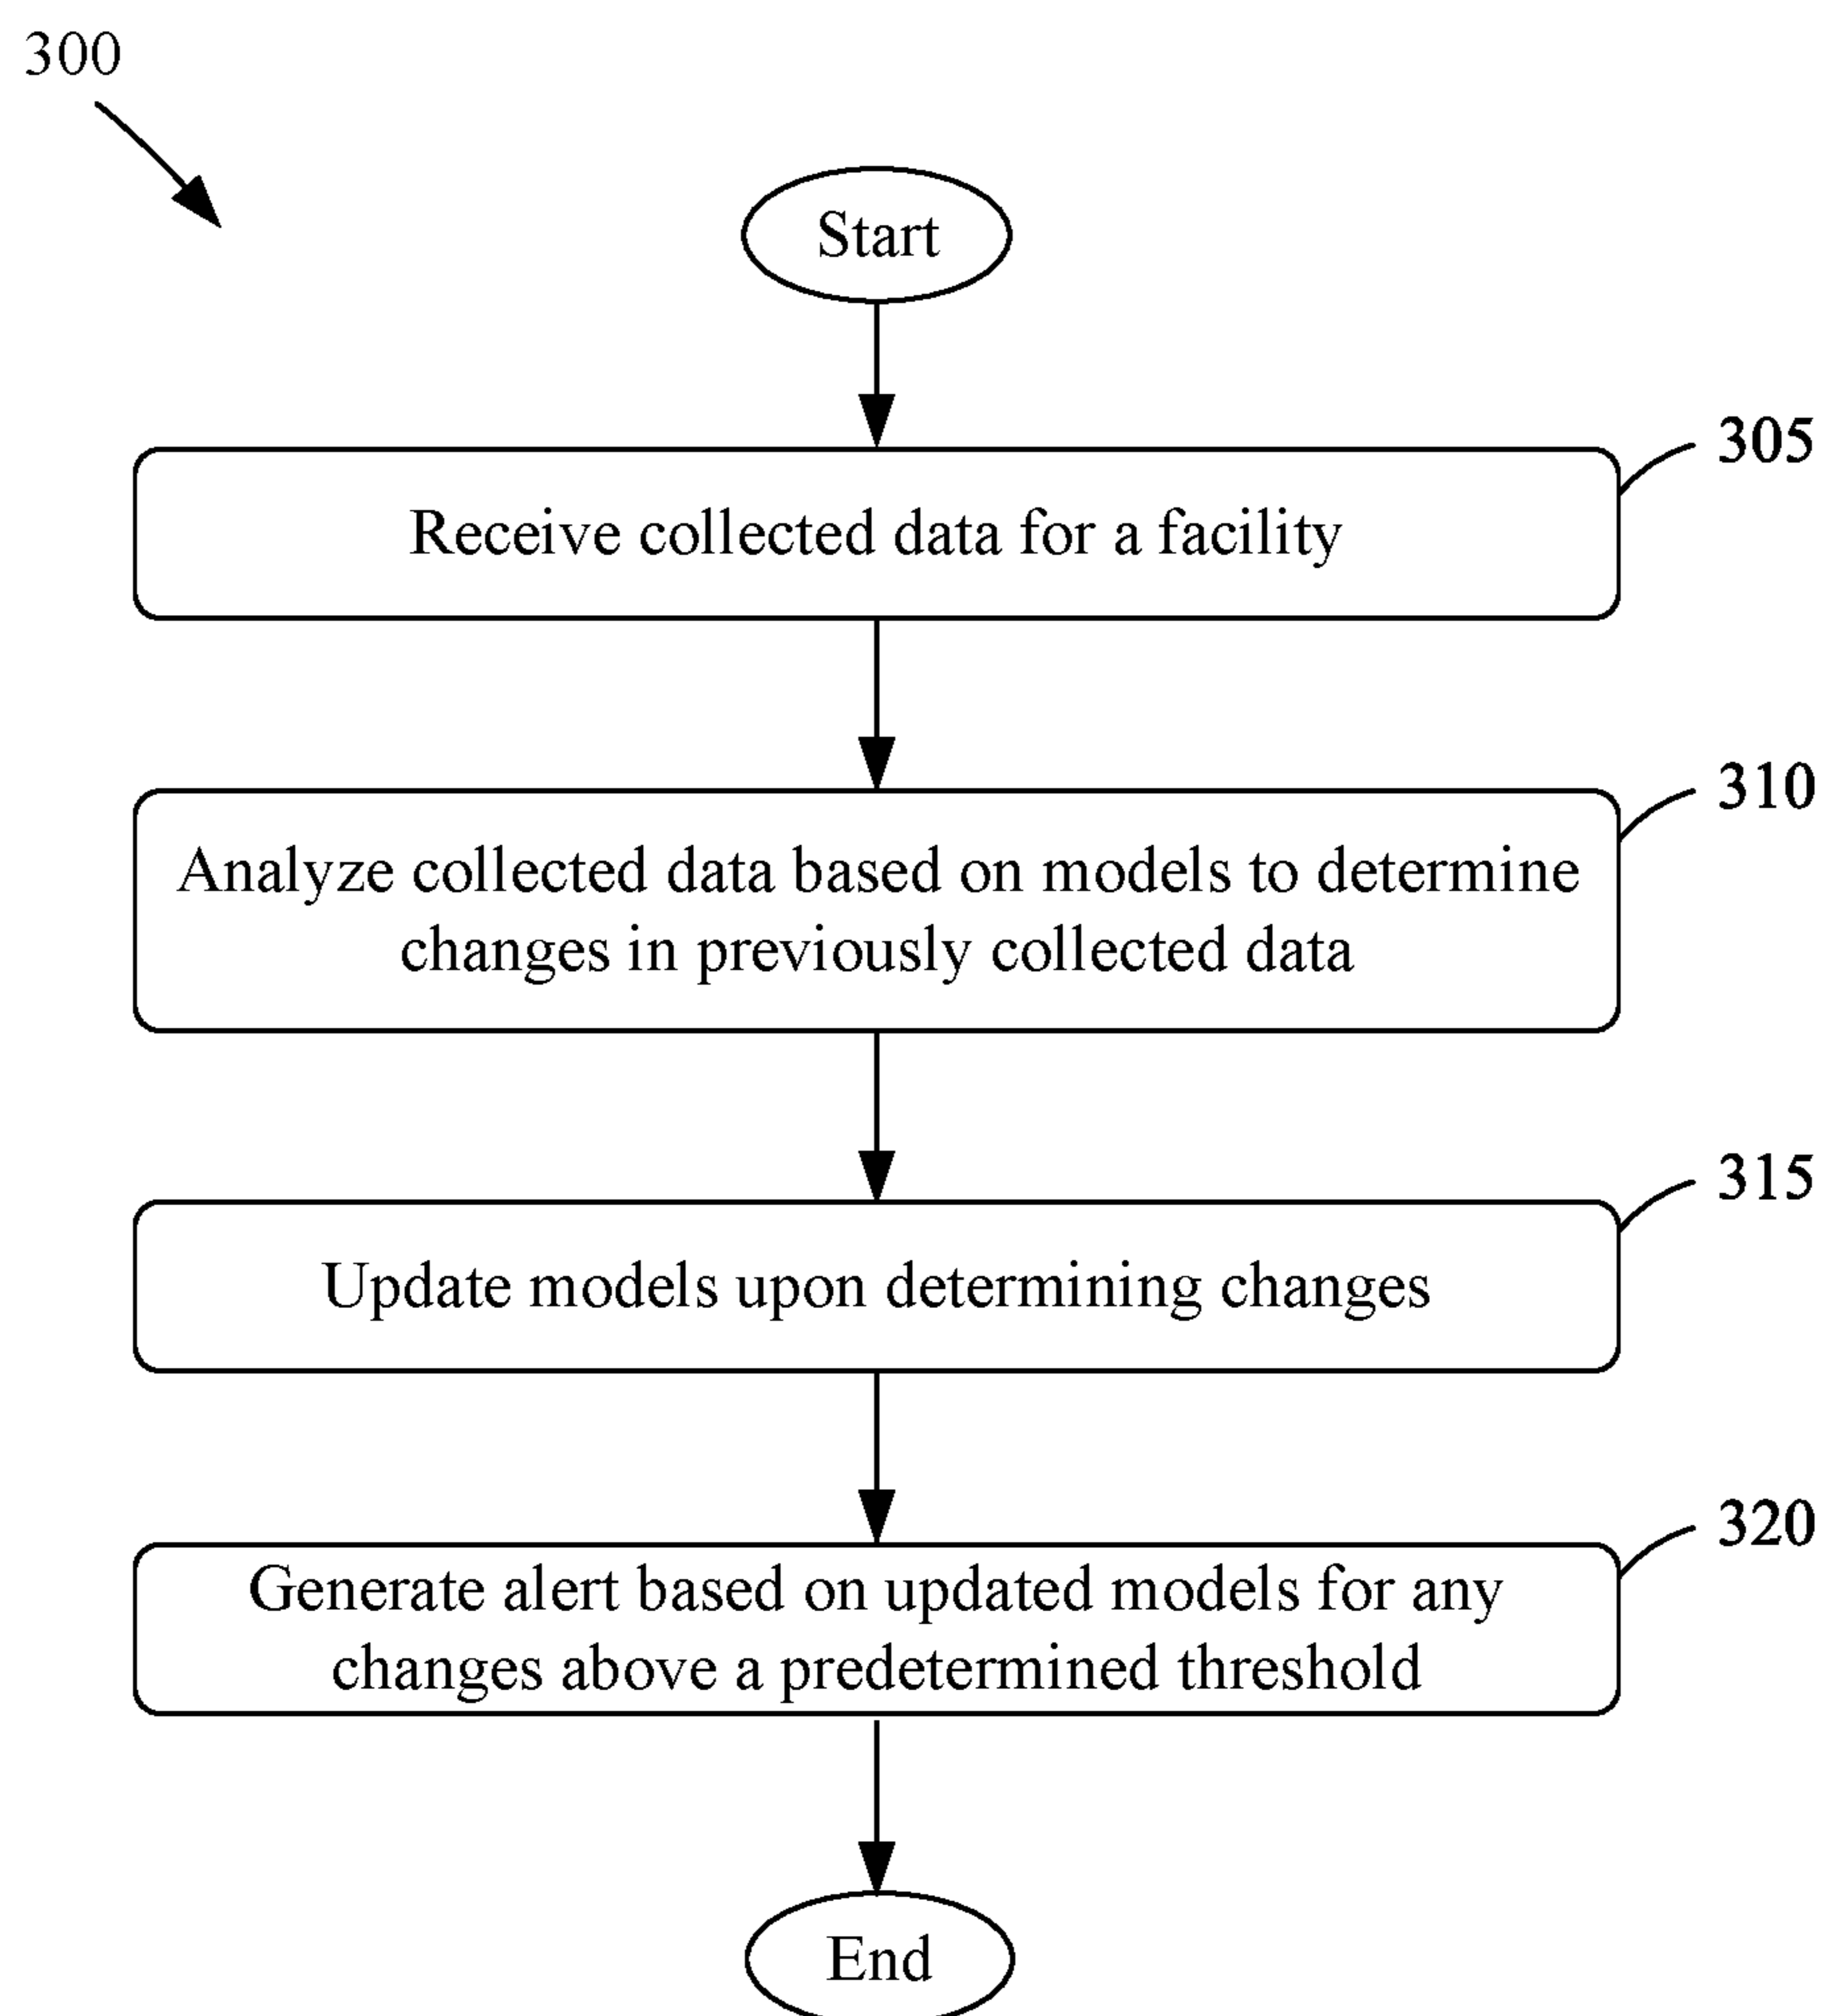 300
Start
305
Receive collected data for a facility
310
Analyze collected data based on models to determine
changes in previously collected data
315
Update models upon determining changes
320
Generate alert based on updated models for any
changes above a predetermined threshold
End